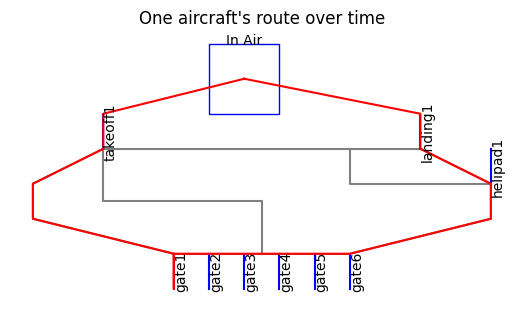 One aircraft's route over time
In Air
takeoff1
landing1
helipad1
gate1
gate2
gate3
gate4
gate5
gate6